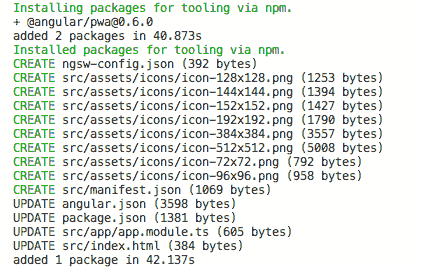 Installing packages for tooling via npm.
+ @angular/pwa@0.6.0
added 2 packages in 40.873s
Installed packages for tooling via npm.
CREATE ngsw-config.json (392 bytes)
CREATE src/assets/icons/icon-128x128.png (1253 bytes)
CREATE src/assets/icons/icon-144x144.png (1394 bytes)
CREATE src/assets/icons/icon-152x152.png (1427 bytes)
CREATE src/assets/icons/icon-192x192.png (1790 bytes)
CREATE src/assets/icons/icon-384x384.png (3557 bytes)
CREATE src/assets/icons/icon-512x512.png (5008 bytes)
CREATE src/assets/icons/icon-72x72.png (792 bytes)
CREATE src/assets/icons/icon-96x96.png (958 bytes)
CREATE src/manifest.json (1069 bytes)
UPDATE angular.json (3598 bytes)
UPDATE package.json (1381 bytes)
UPDATE src/app/app.module.ts (605 bytes)
UPDATE src/index.html (384 bytes)
added 1 package in 42.137s